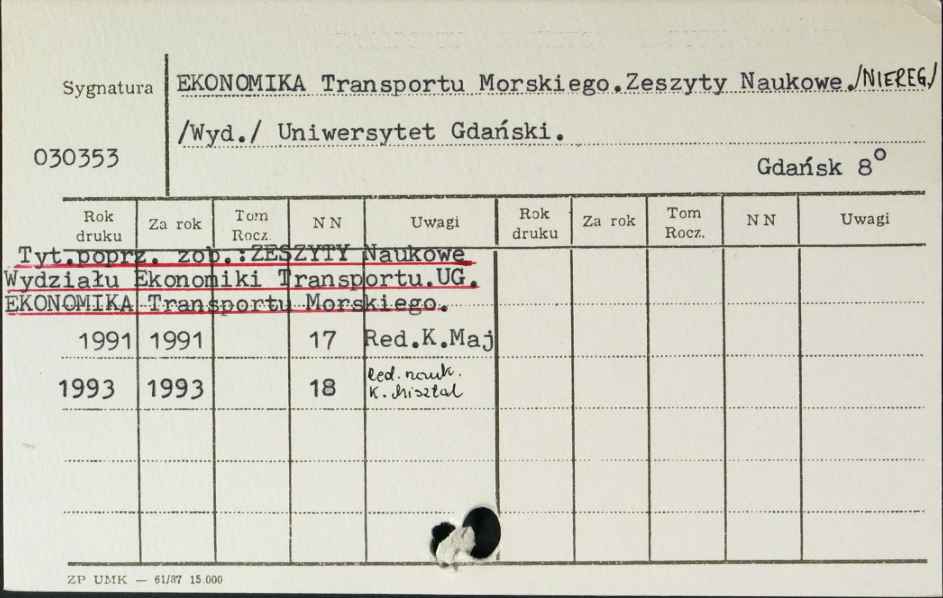 Sygnatura EKONOMIKA Transportu Morskiego.Zeszyty Naukowe./NIEREG/
/Wyd./ Uniwersytet Gdański.
030353
Gdańsk 8°
Rok druku Za rok Tom Rocz. NN Uwagi Rok druku Za rok Tom Rocz. NN Uwagi
Tyt.poprz. zob.:ZESZYTY Naukowe
Wydziału Ekonomiki Transportu.UG.
EKONOMIKA Transportu Morskiego.
1991 1991 17 Red.K.Maj
1993 1993 18 Red. nauk.
K. Misztal
ZP UMK — 61/87 15.000